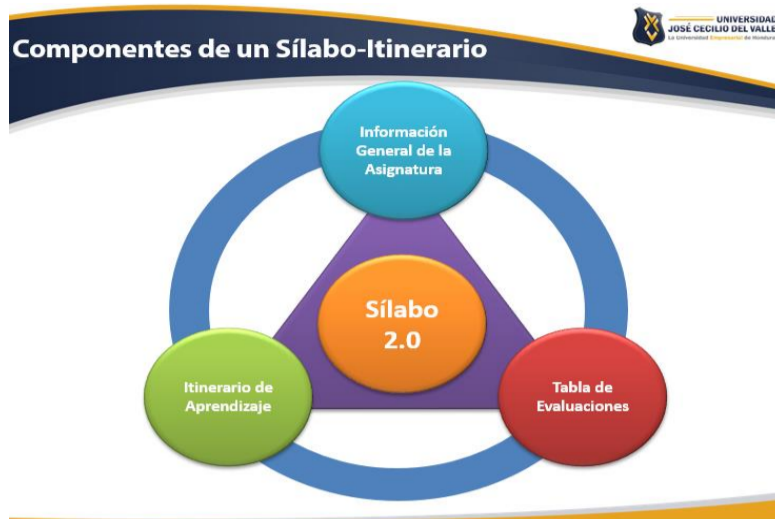 UNIVERSIDAD
JOSÉ CECILIO DEL VALLE
La Universidad Empresarial de Honduras
Componentes de un Sílabo-Itinerario
Información
General de la
Asignatura
Sílabo
2.0
Itinerario de
Aprendizaje
Tabla de
Evaluaciones